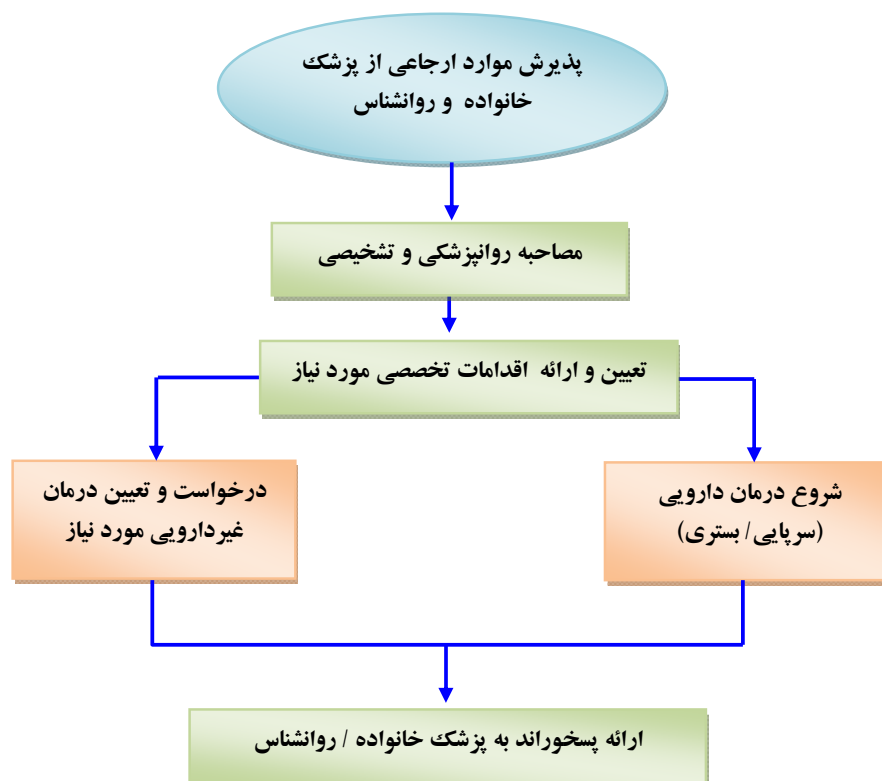 پذیرش موارد ارجاعی از پزشک
خانواده و روانشناس
مصاحبه روانپزشکی و تشخیصی
تعیین و ارائه اقدامات تخصصی مورد نیاز
شروع درمان دارویی
(سرپایی/ بستری)
درخواست و تعیین درمان
غیردارویی مورد نیاز
ارائه پسخوراند به پزشک خانواده / روانشناس